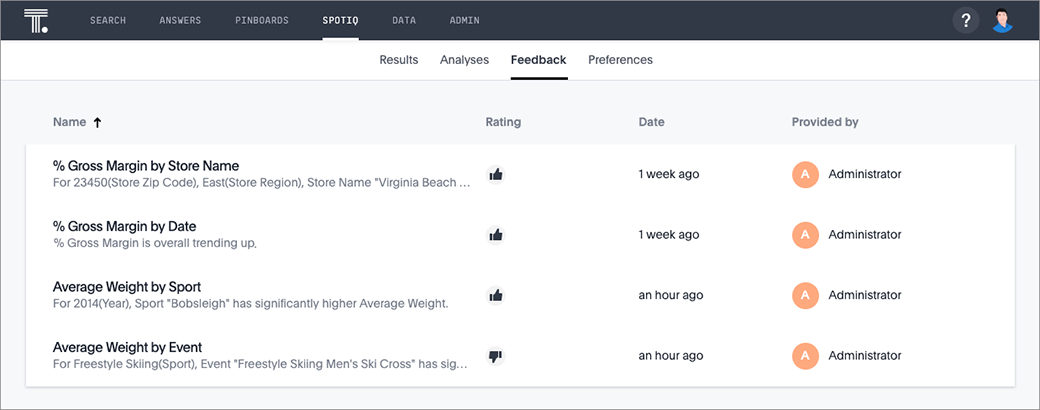 T.
SEARCH ANSWERS PINBOARDS SPOTIQ DATA ADMIN ?
Results Analyses Feedback Preferences
Name ↑ Rating Date Provided by
% Gross Margin by Store Name
For 23450(Store Zip Code), East(Store Region), Store Name "Virginia Beach ...
1 week ago A Administrator
% Gross Margin by Date
% Gross Margin is overall trending up.
1 week ago A Administrator
Average Weight by Sport
For 2014(Year), Sport "Bobsleigh" has significantly higher Average Weight.
an hour ago A Administrator
Average Weight by Event
For Freestyle Skiing(Sport), Event "Freestyle Skiing Men's Ski Cross" has sig...
an hour ago A Administrator